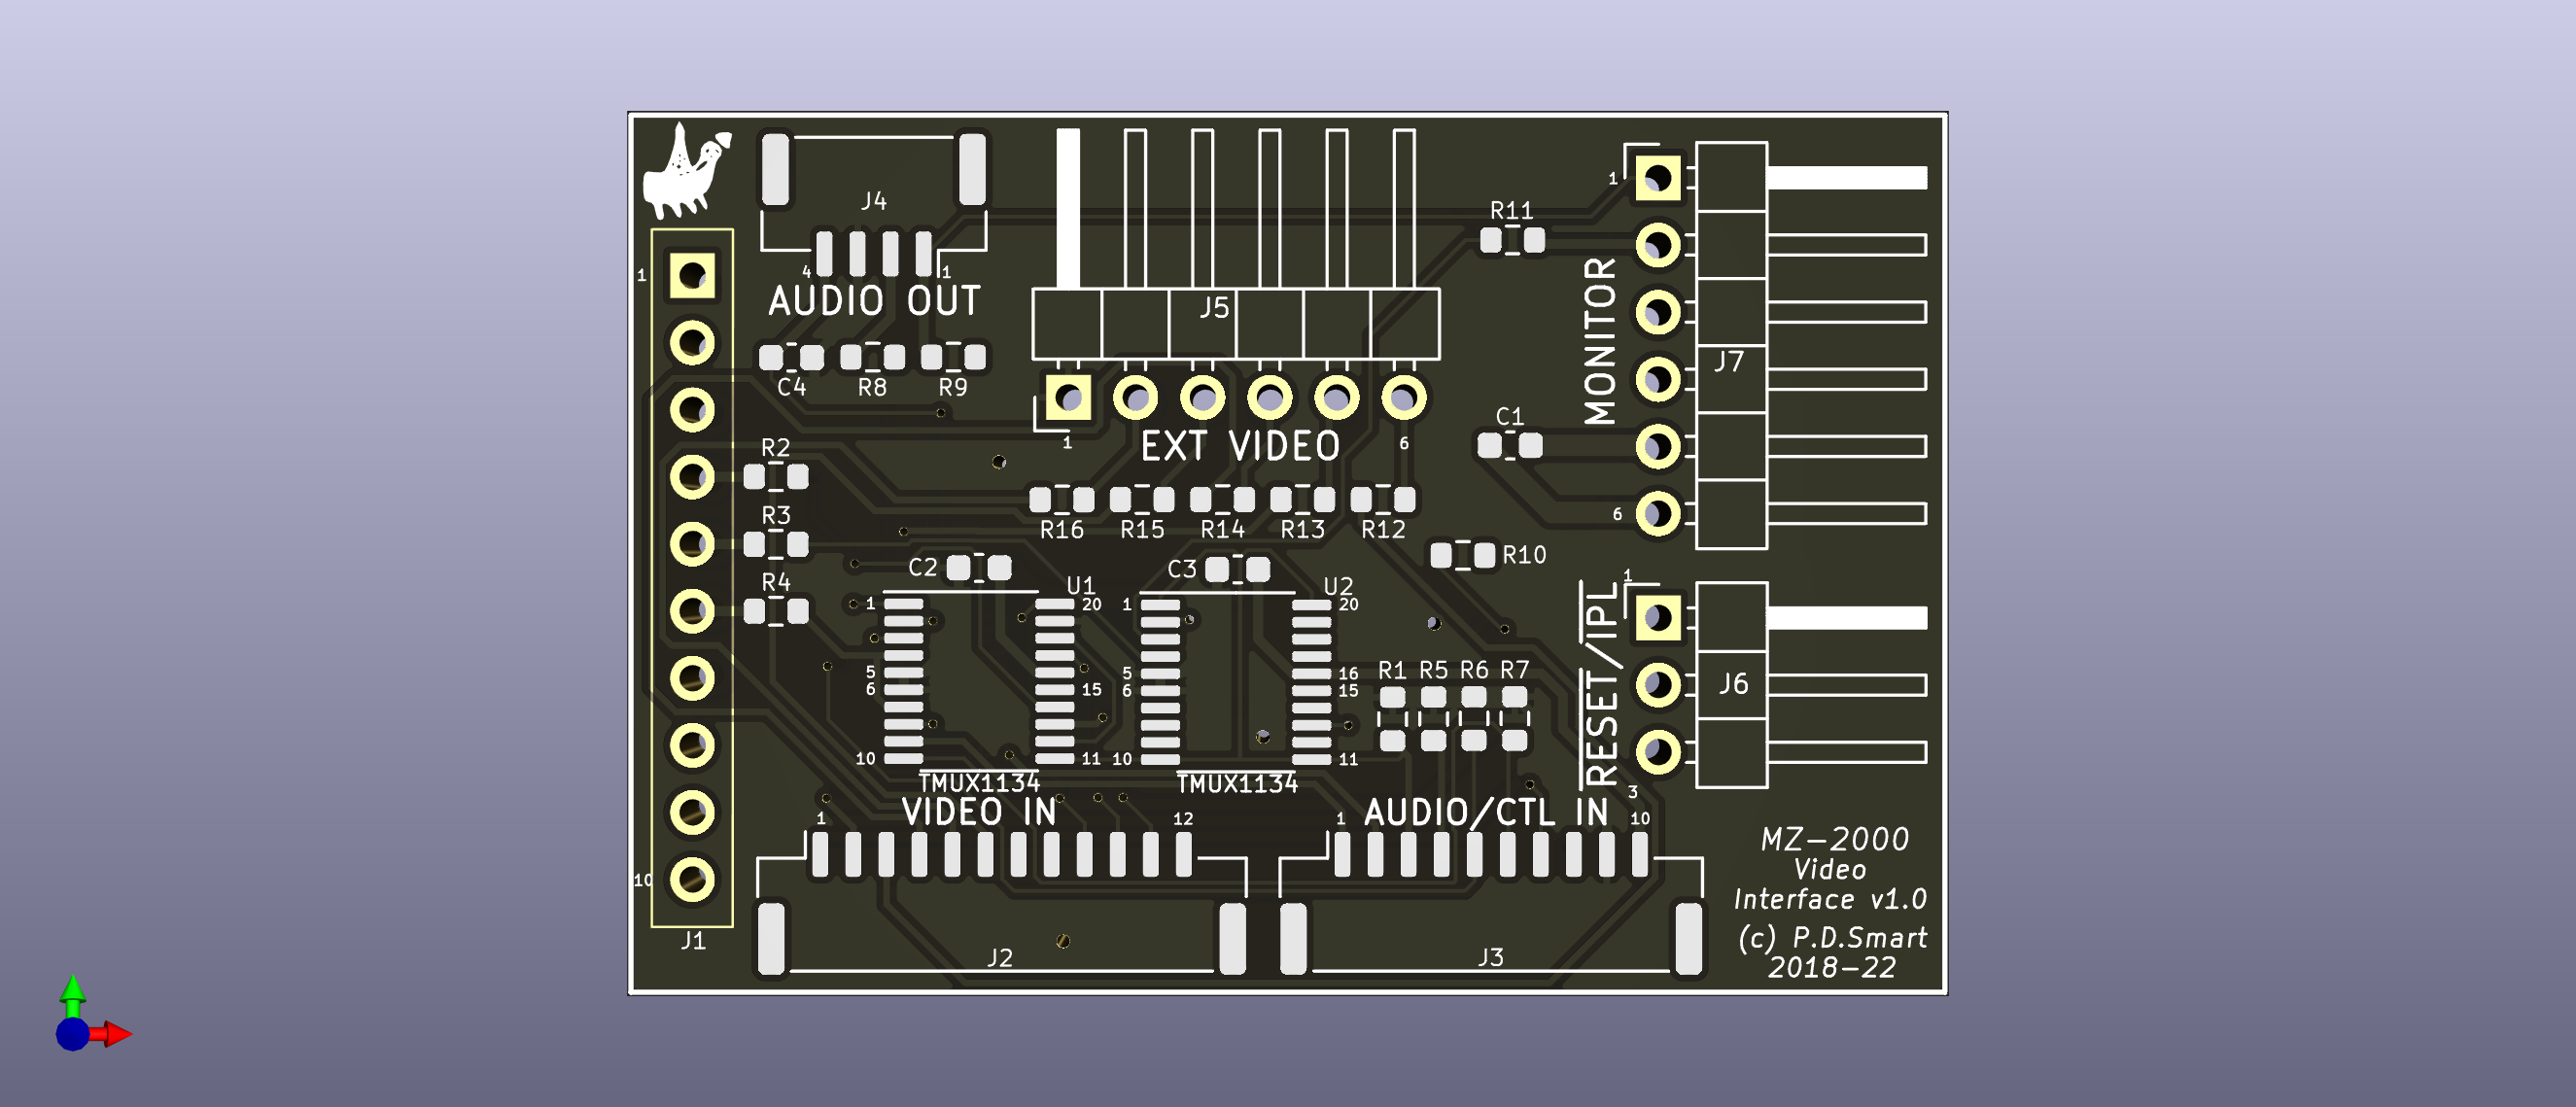 J4
4
1
AUDIO OUT
C4
R8
R9
1
J5
1
6
EXT VIDEO
R11
1
MONITOR
J7
C1
6
R2
R3
R4
R16
R15
R14
R13
R12
R10
C2
U1
1
20
5
6
15
10
11
TMUX1134
C3
U2
1
20
5
6
16
15
10
11
TMUX1134
R1
R5
R6
R7
RESET/IPL
1
J6
3
VIDEO IN
1
12
AUDIO/CTL IN
1
10
10
J1
J2
J3
MZ-2000
Video
Interface v1.0
(c) P.D.Smart
2018-22